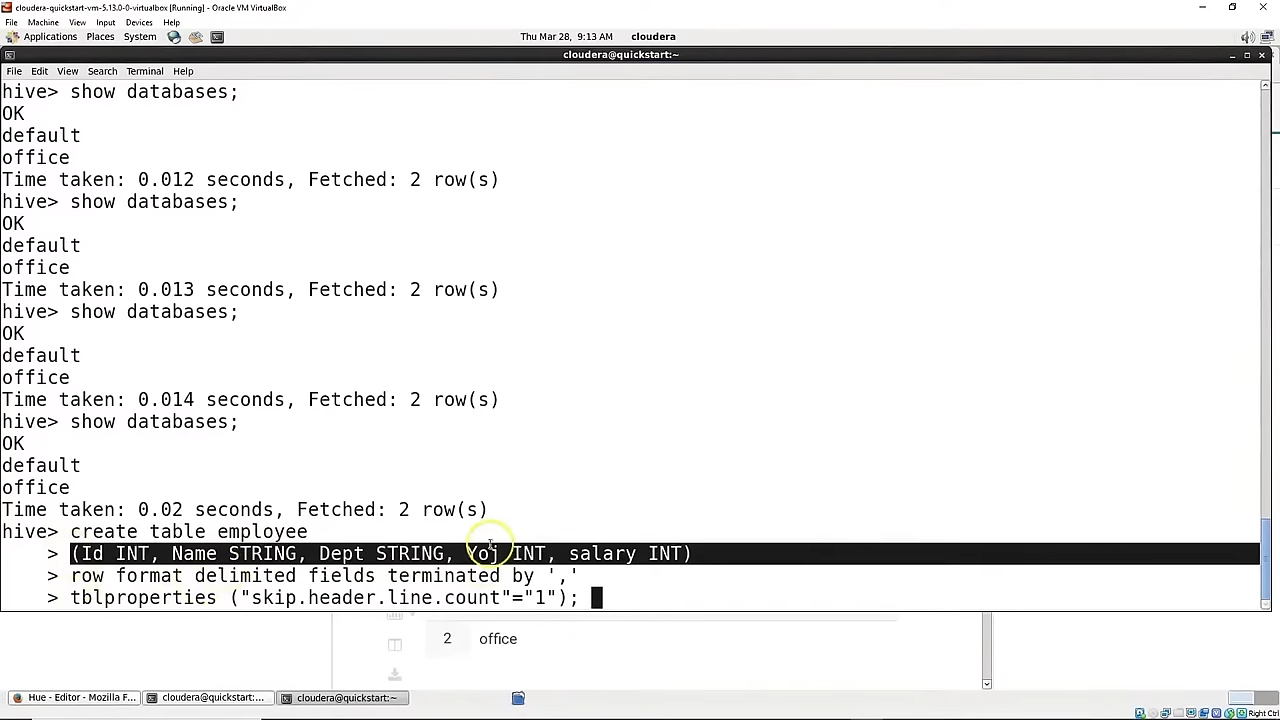 cloudera-quickstart-vm-5.13.0-0-virtualbox [Running] - Oracle VM VirtualBox
File Machine View Input Devices Help
Applications Places System Thu Mar 28, 9:13 AM cloudera
cloudera@quickstart:~
File Edit View Search Terminal Help
hive> show databases;
OK
default
office
Time taken: 0.012 seconds, Fetched: 2 row(s)
hive> show databases;
OK
default
office
Time taken: 0.013 seconds, Fetched: 2 row(s)
hive> show databases;
OK
default
office
Time taken: 0.014 seconds, Fetched: 2 row(s)
hive> show databases;
OK
default
office
Time taken: 0.02 seconds, Fetched: 2 row(s)
hive> create table employee
> (Id INT, Name STRING, Dept STRING, Yoj INT, salary INT)
> row format delimited fields terminated by ','
> tblproperties ("skip.header.line.count"="1");
2 office
Hue - Editor - Mozilla F... cloudera@quickstart:... cloudera@quickstart:~
Right Ctrl